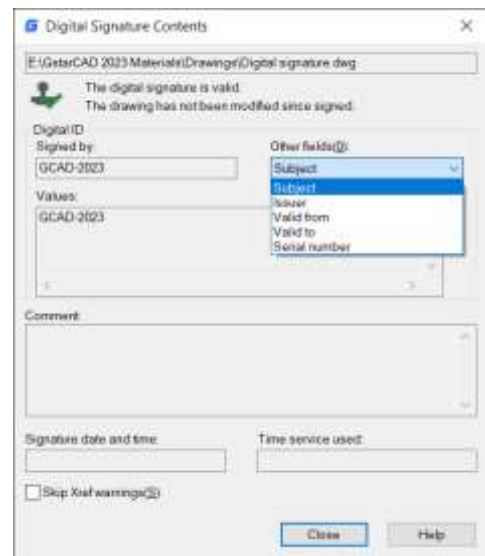 Digital Signature Contents
E:\GstarCAD 2023 Materials\Drawings\Digital signature.dwg
The digital signature is valid.
The drawing has not been modified since signed.
Digital ID
Signed by:
Other fields(O):
GCAD-2023
Subject
Subject
Issuer
Valid from
Valid to
Serial number
Values:
GCAD-2023
Comment:
Signature date and time:
Time service used:
Skip Xref warnings(S)
Close
Help